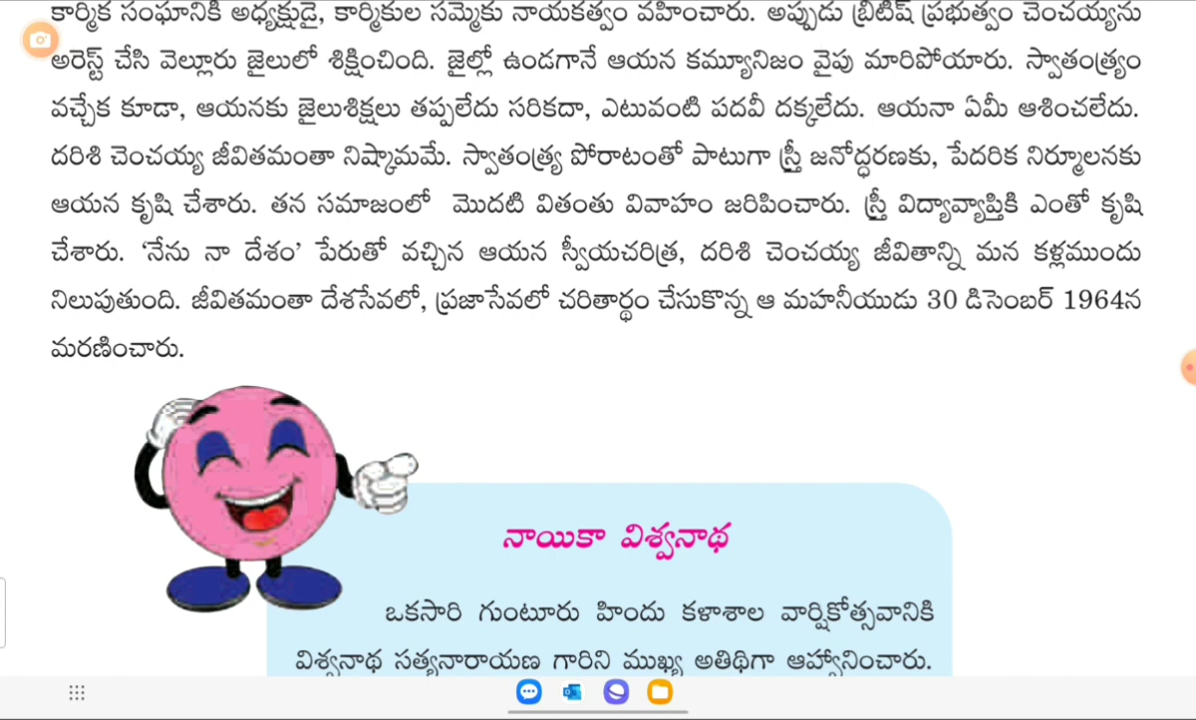 కార్మిక సంఘానికి అధ్యక్షుడై, కార్మికుల సమ్మెకు నాయకత్వం వహించారు. అప్పుడు బ్రిటిష్ ప్రభుత్వం చెంచయ్యను
అరెస్ట్ చేసి వెల్లూరు జైలులో శిక్షించింది. జైల్లో ఉండగానే ఆయన కమ్యూనిజం వైపు మారిపోయారు. స్వాతంత్ర్యం
వచ్చేక కూడా, ఆయనకు జైలుశిక్షలు తప్పలేదు సరికదా, ఎటువంటి పదవీ దక్కలేదు. ఆయనా ఏమీ ఆశించలేదు.
దరిశి చెంచయ్య జీవితమంతా నిష్కామమే. స్వాతంత్ర్య పోరాటంతో పాటుగా స్త్రీ జనోద్ధరణకు, పేదరిక నిర్మూలనకు
ఆయన కృషి చేశారు. తన సమాజంలో మొదటి వితంతు వివాహం జరిపించారు. స్త్రీ విద్యావ్యాప్తికి ఎంతో కృషి
చేశారు. ‘నేను నా దేశం’ పేరుతో వచ్చిన ఆయన స్వీయచరిత్ర, దరిశి చెంచయ్య జీవితాన్ని మన కళ్లముందు
నిలుపుతుంది. జీవితమంతా దేశసేవలో, ప్రజాసేవలో చరితార్థం చేసుకొన్న ఆ మహనీయుడు 30 డిసెంబర్ 1964న
మరణించారు.
నాయికా విశ్వనాథ
ఒకసారి గుంటూరు హిందు కళాశాల వార్షికోత్సవానికి
విశ్వనాథ సత్యనారాయణ గారిని ముఖ్య అతిథిగా ఆహ్వానించారు.